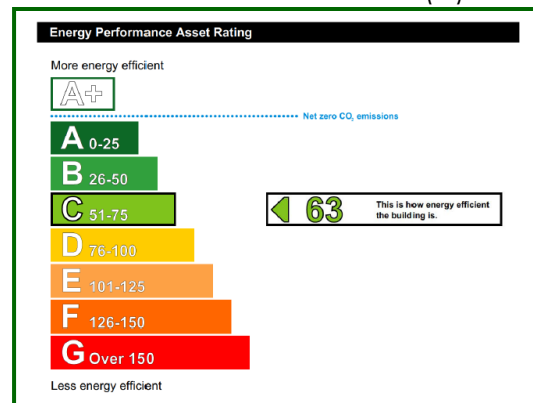 Energy Performance Asset Rating
More energy efficient
A+
Net zero CO₂ emissions
A 0-25
B 26-50
C 51-75
63
This is how energy efficient
the building is.
D 76-100
E 101-125
F 126-150
G Over 150
Less energy efficient